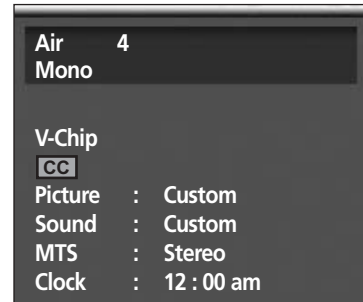 Air 4
Mono
V-Chip
CC
Picture : Custom
Sound : Custom
MTS : Stereo
Clock : 12 : 00 am